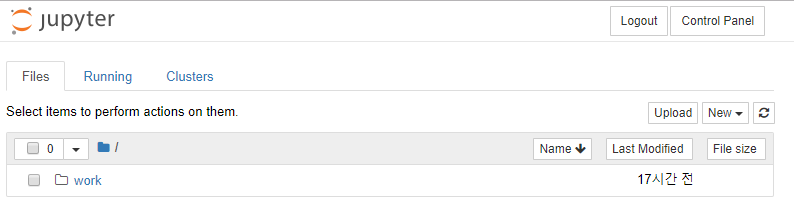 jupyter
Logout Control Panel
Files Running Clusters
Select items to perform actions on them.
Upload New
0 / Name Last Modified File size
work 17시간 전